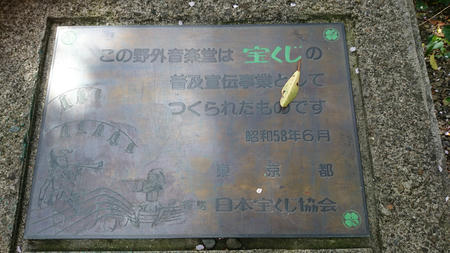 この野外音楽堂は宝くじの
普及宣伝事業として
つくられたものです
昭和58年6月
東京都
日本宝くじ協会